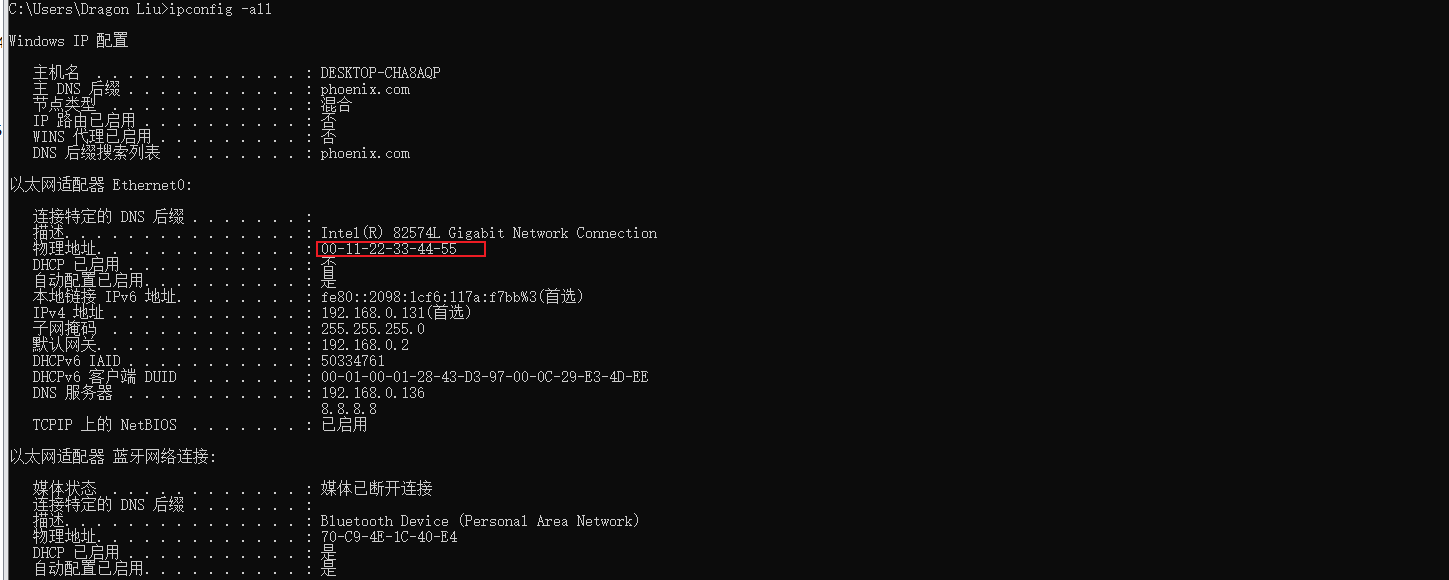 C:\Users\Dragon Liu>ipconfig -all
Windows IP 配置
主机名 . . . . . . . . . . . . . : DESKTOP-CHA8AQP
主 DNS 后缀 . . . . . . . . . . . : phoenix.com
节点类型 . . . . . . . . . . . . : 混合
IP 路由已启用 . . . . . . . . . . : 否
WINS 代理已启用 . . . . . . . . . : 否
DNS 后缀搜索列表 . . . . . . . . : phoenix.com
以太网适配器 Ethernet0:
连接特定的 DNS 后缀 . . . . . . . :
描述. . . . . . . . . . . . . . . : Intel(R) 82574L Gigabit Network Connection
物理地址. . . . . . . . . . . . . : 00-11-22-33-44-55
DHCP 已启用 . . . . . . . . . . . : 否
自动配置已启用. . . . . . . . . . : 是
本地链接 IPv6 地址. . . . . . . . : fe80::2098:1cf6:117a:f7bb%3(首选)
IPv4 地址 . . . . . . . . . . . . : 192.168.0.131(首选)
子网掩码 . . . . . . . . . . . . : 255.255.255.0
默认网关. . . . . . . . . . . . . : 192.168.0.2
DHCPv6 IAID . . . . . . . . . . . : 50334761
DHCPv6 客户端 DUID . . . . . . . : 00-01-00-01-28-43-D3-97-00-0C-29-E3-4D-EE
DNS 服务器 . . . . . . . . . . . : 192.168.0.136
8.8.8.8
TCPIP 上的 NetBIOS . . . . . . . : 已启用
以太网适配器 蓝牙网络连接:
媒体状态 . . . . . . . . . . . . : 媒体已断开连接
连接特定的 DNS 后缀 . . . . . . . :
描述. . . . . . . . . . . . . . . : Bluetooth Device (Personal Area Network)
物理地址. . . . . . . . . . . . . : 70-C9-4E-1C-40-E4
DHCP 已启用 . . . . . . . . . . . : 是
自动配置已启用. . . . . . . . . . : 是